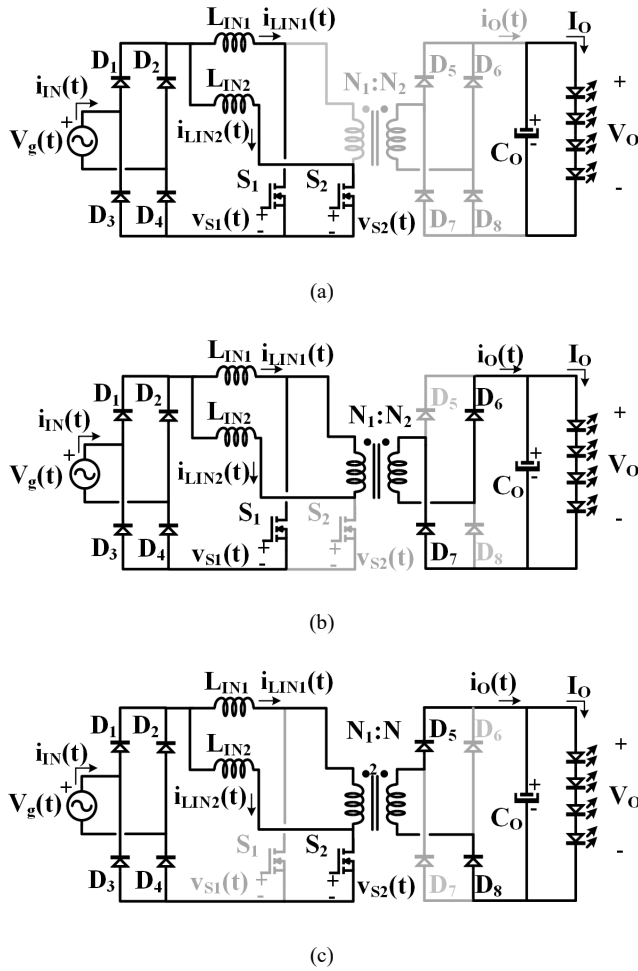 L_IN1 i_LIN1(t) i_O(t) I_O
D_1 D_2 L_IN2 N_1:N_2 D_5 D_6
i_IN(t) + +
V_g(t) i_LIN2(t) C_O + - V_O
D_3 D_4 S_1 S_2 D_7 D_8 -
+ - v_S1(t) + - v_S2(t)
(a)
L_IN1 i_LIN1(t) i_O(t) I_O
D_1 D_2 L_IN2 N_1:N_2 D_5 D_6
i_IN(t) + +
V_g(t) i_LIN2(t) C_O + - V_O
D_3 D_4 S_1 S_2 D_7 D_8 -
+ - v_S1(t) + - v_S2(t)
(b)
L_IN1 i_LIN1(t) i_O(t) I_O
D_1 D_2 L_IN2 N_1:N D_5 D_6
2
i_IN(t) + +
V_g(t) i_LIN2(t) C_O + - V_O
D_3 D_4 S_1 S_2 D_7 D_8 -
+ - v_S1(t) + - v_S2(t)
(c)